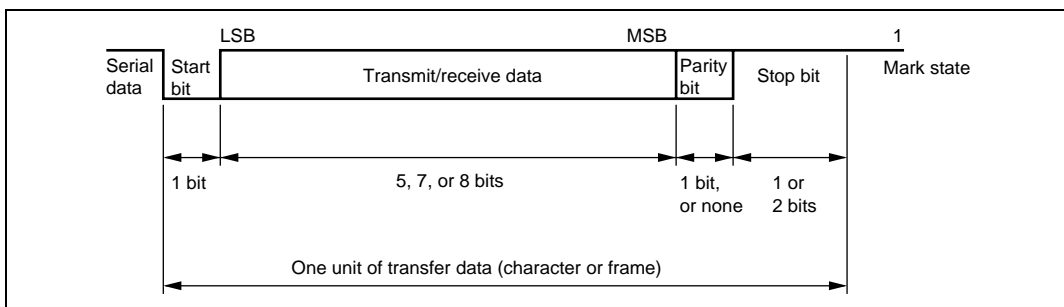 LSB
MSB
1
Serial
data
Start
bit
Transmit/receive data
Parity
bit
Stop bit
Mark state
1 bit
5, 7, or 8 bits
1 bit,
or none
1 or
2 bits
One unit of transfer data (character or frame)